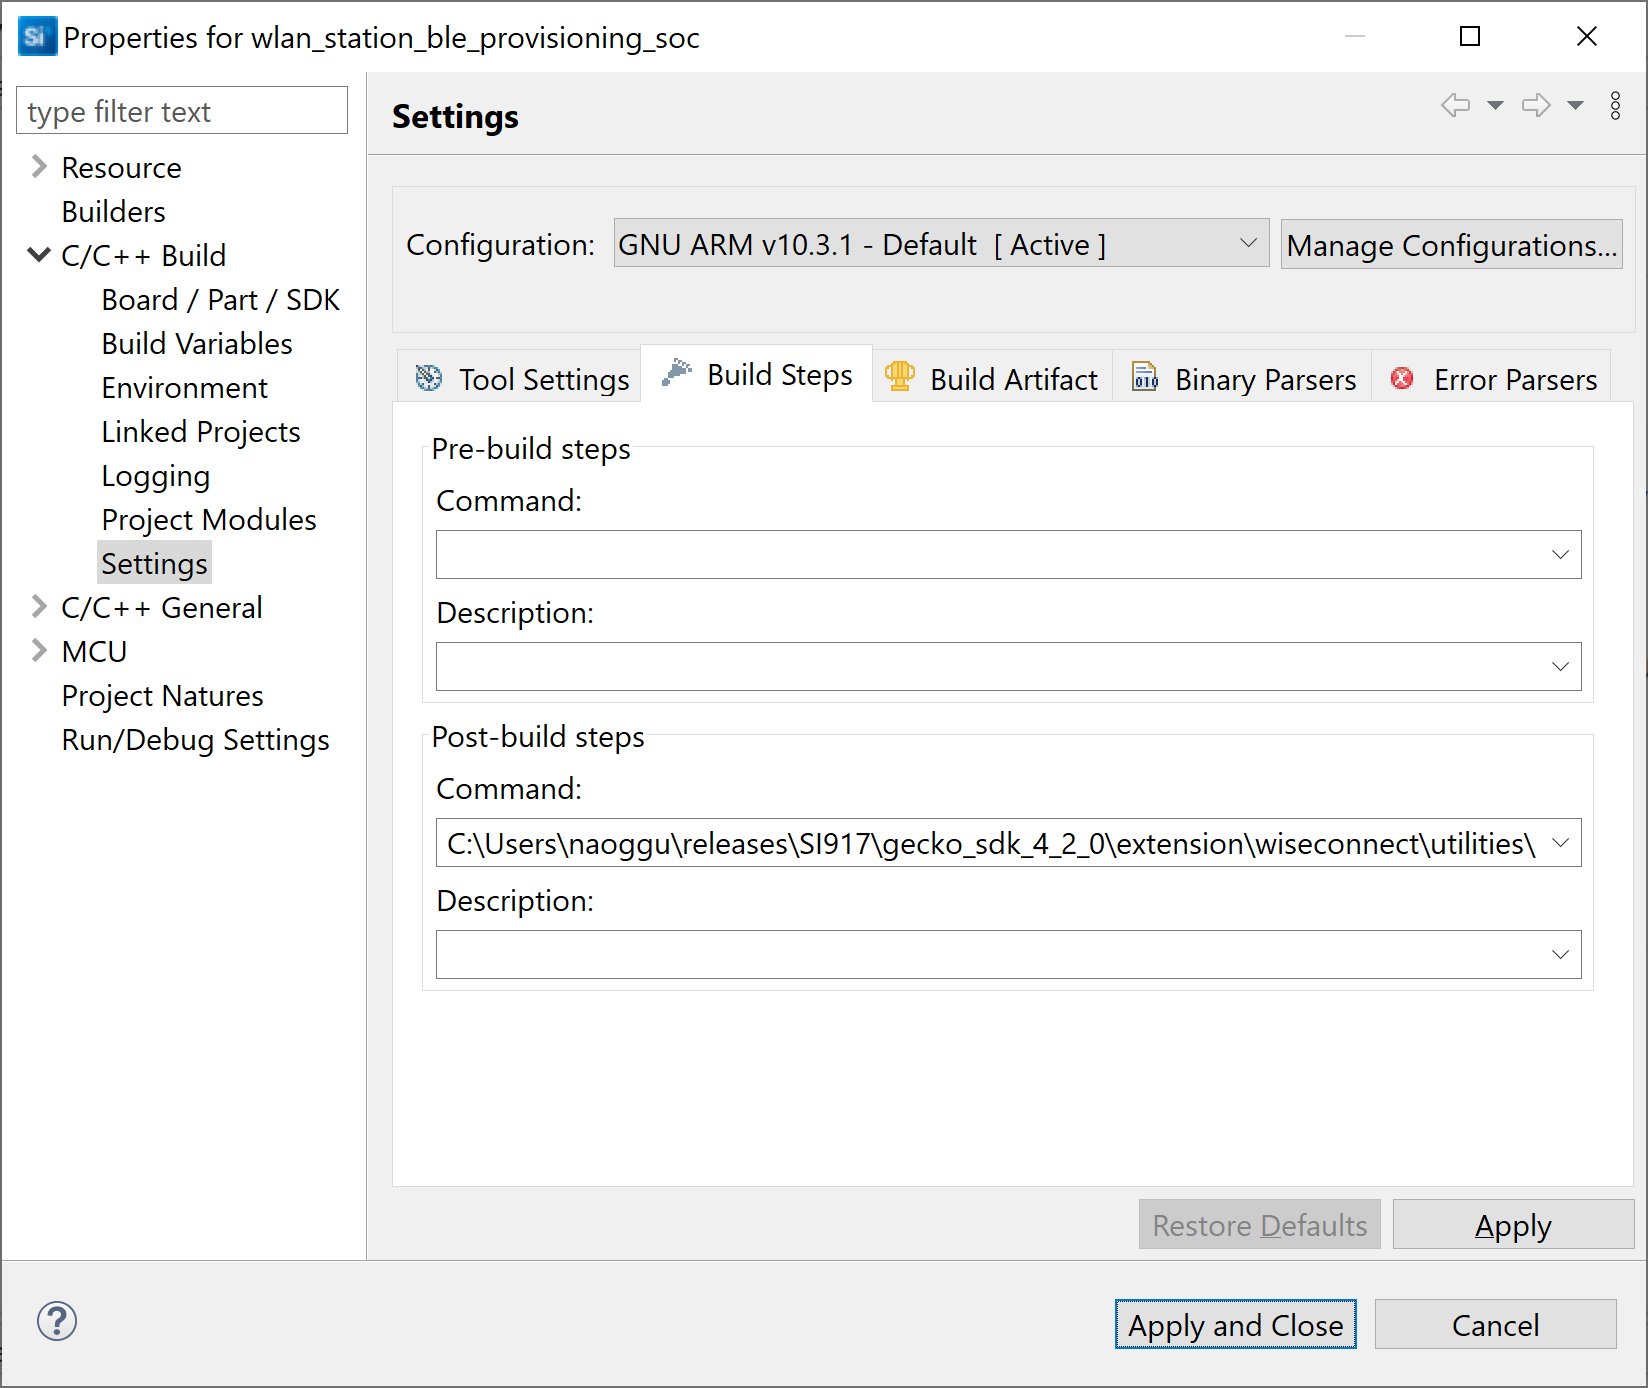 Si Properties for wlan_station_ble_provisioning_soc
type filter text
Resource
Builders
C/C++ Build
Board / Part / SDK
Build Variables
Environment
Linked Projects
Logging
Project Modules
Settings
C/C++ General
MCU
Project Natures
Run/Debug Settings
Settings
Configuration: GNU ARM v10.3.1 - Default [ Active ] Manage Configurations...
Tool Settings Build Steps Build Artifact 010 Binary Parsers Error Parsers
Pre-build steps
Command:
Description:
Post-build steps
Command:
C:\Users\naoggu\releases\SI917\gecko_sdk_4_2_0\extension\wiseconnect\utilities\
Description:
Restore Defaults Apply
? Apply and Close Cancel